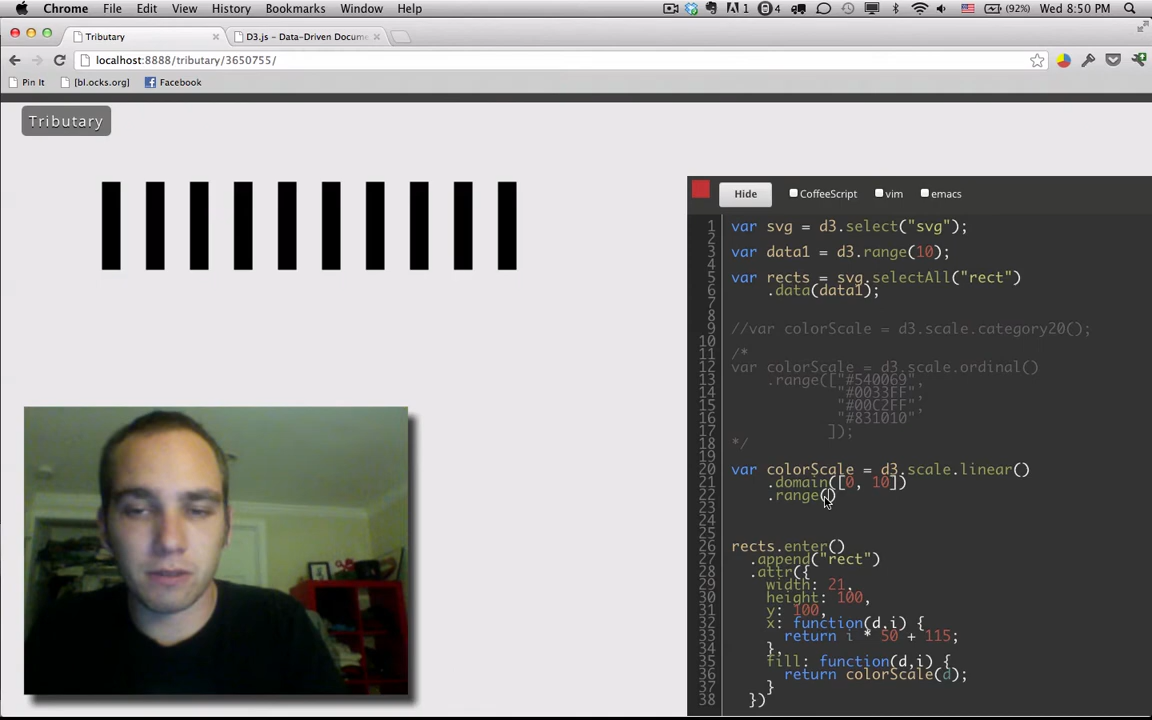 Chrome File Edit View History Bookmarks Window Help 1 4 (92%) Wed 8:50 PM
Tributary × D3.js – Data-Driven Docume ×
localhost:8888/tributary/3650755/
Pin It [bl.ocks.org] Facebook
Tributary
Hide CoffeeScript vim emacs
1 var svg = d3.select("svg");
2
3 var data1 = d3.range(10);
4
5 var rects = svg.selectAll("rect")
6 .data(data1);
7
8
9 //var colorScale = d3.scale.category20();
10
11 /*
12 var colorScale = d3.scale.ordinal()
13 .range(["#540069",
14 "#0033FF",
15 "#00C2FF",
16 "#831010"
17 ]);
18 */
19
20 var colorScale = d3.scale.linear()
21 .domain([0, 10])
22 .range()
23
24
25
26 rects.enter()
27 .append("rect")
28 .attr({
29 width: 21,
30 height: 100,
31 y: 100,
32 x: function(d,i) {
33 return i * 50 + 115;
34 },
35 fill: function(d,i) {
36 return colorScale(d);
37 }
38 })